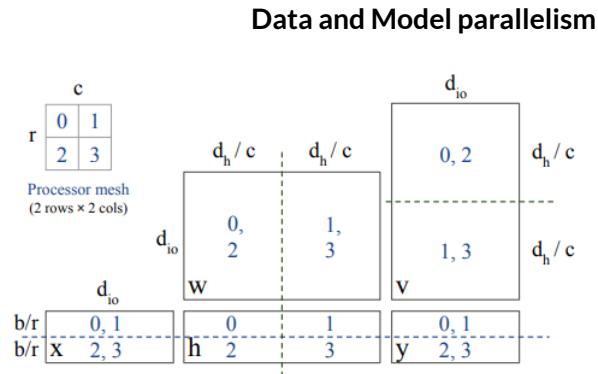 Data and Model parallelism
c
r
0 1
2 3
Processor mesh
(2 rows × 2 cols)
d_io
d_h / c d_h / c
0, 2 d_h / c
d_io
0, 1,
2 3
1, 3 d_h / c
w v
d_io
b/r 0, 1 0 1 0, 1
b/r x 2, 3 h 2 3 y 2, 3